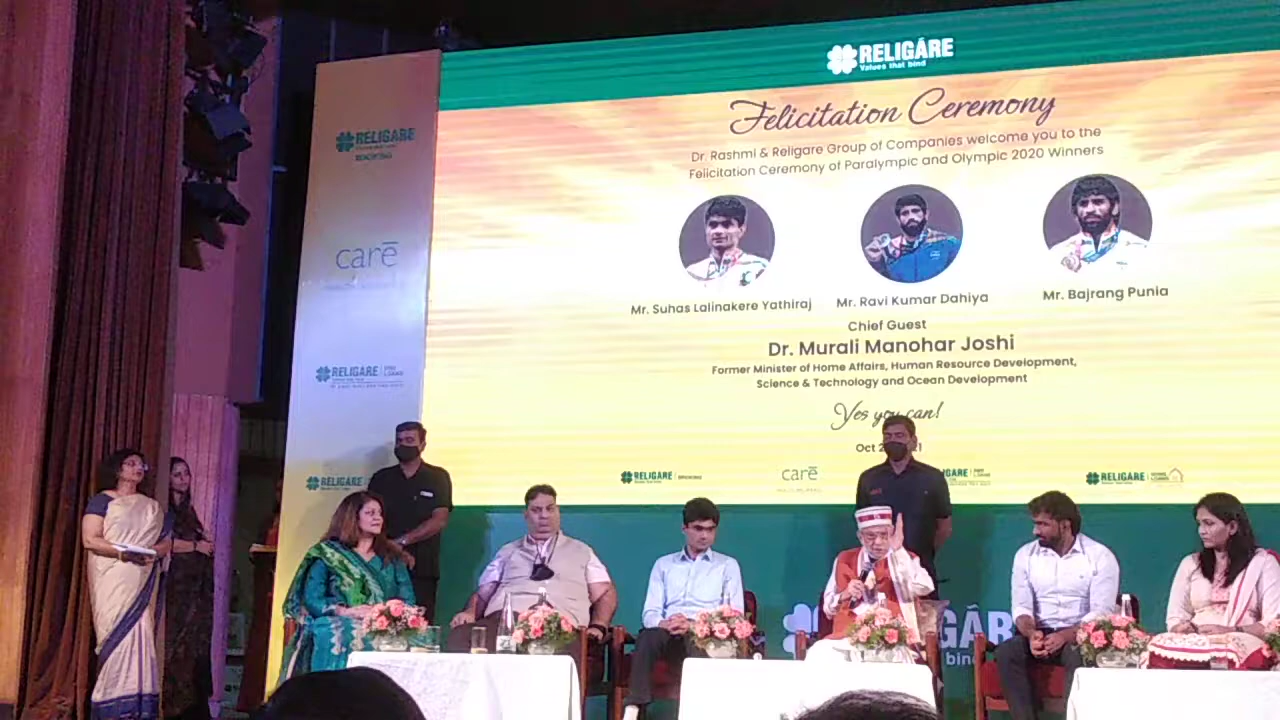 RELIGARE
Values that bind
Felicitation Ceremony
Dr. Rashmi & Religare Group of Companies welcome you to the
Felicitation Ceremony of Paralympic and Olympic 2020 Winners
Mr. Suhas Lalinakere Yathiraj
Mr. Ravi Kumar Dahiya
Mr. Bajrang Punia
Chief Guest
Dr. Murali Manohar Joshi
Former Minister of Home Affairs, Human Resource Development,
Science & Technology and Ocean Development
Yes you can!
Oct
RELIGARE BROKING
care
RELIGARE
RELIGARE
care
RELIGARE
RELIGARE